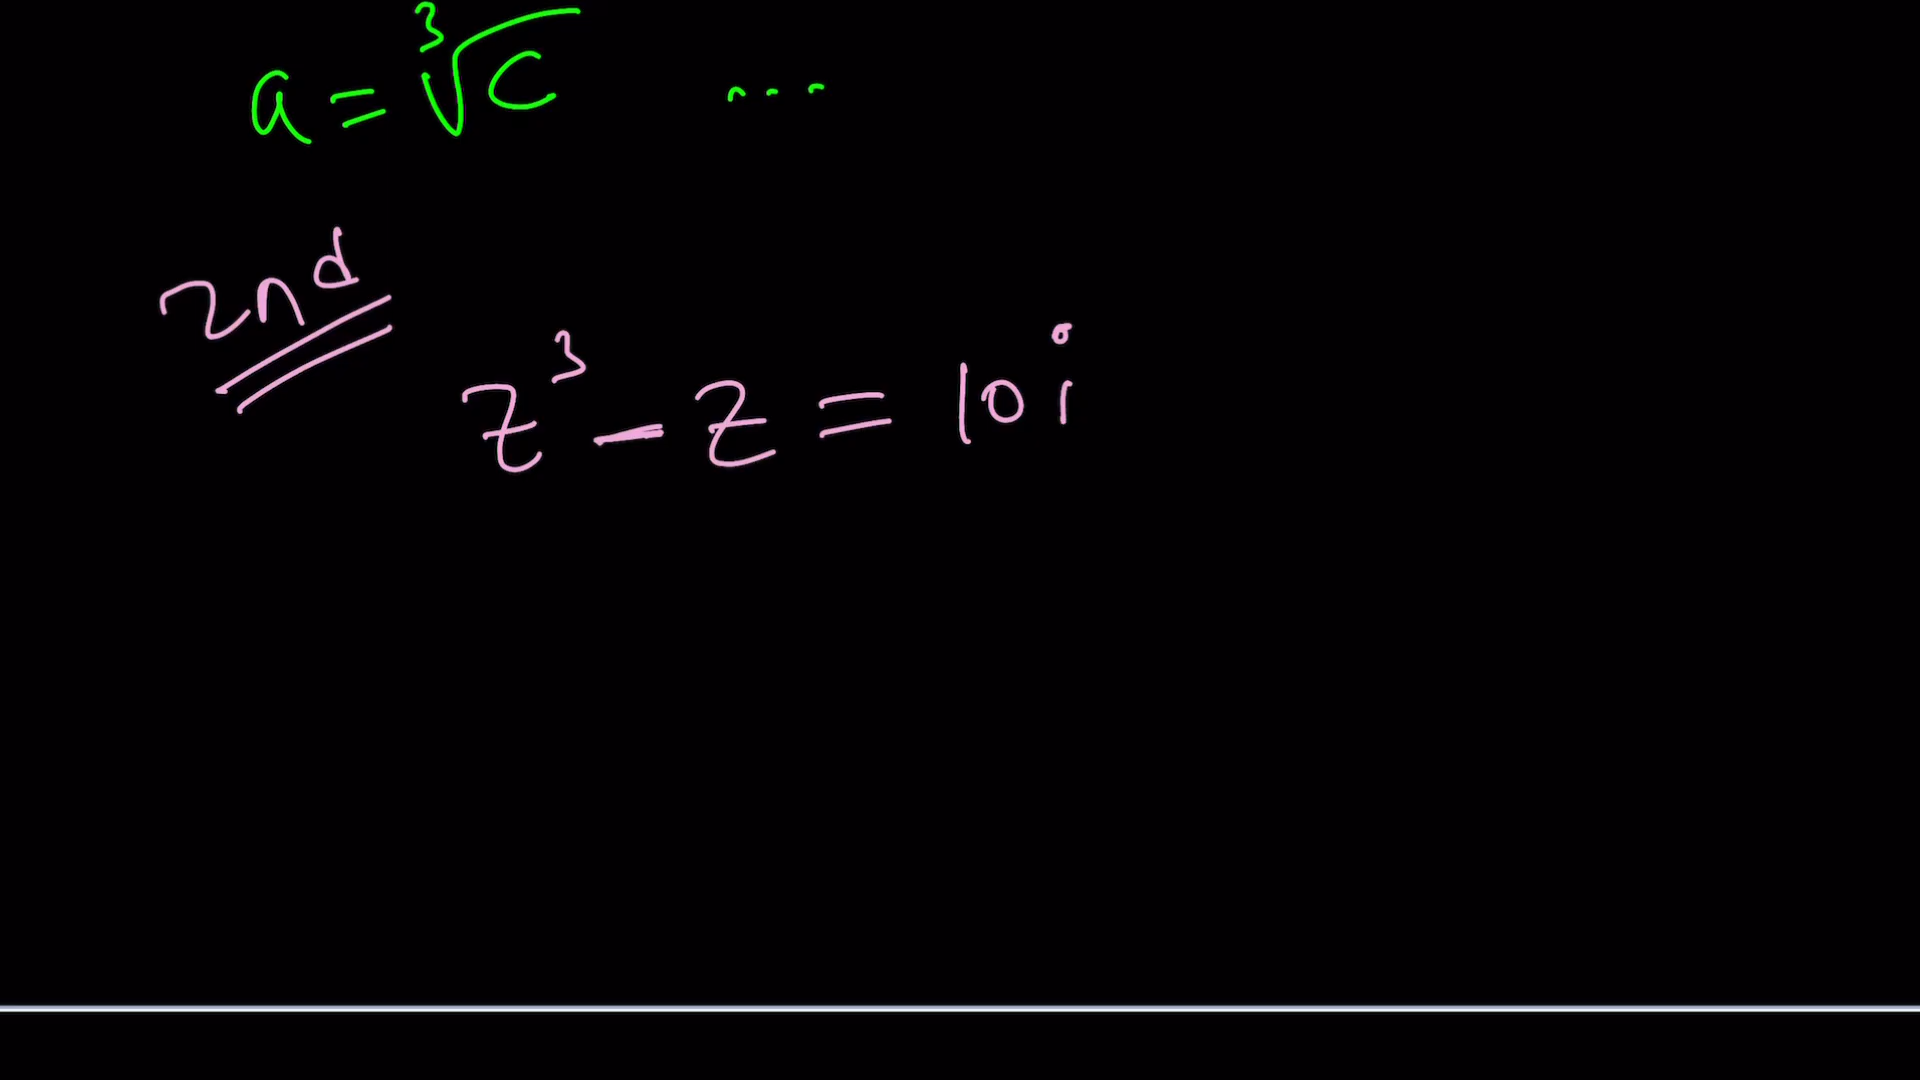 a = ∛c ...
2nd
z³ - z = 10i